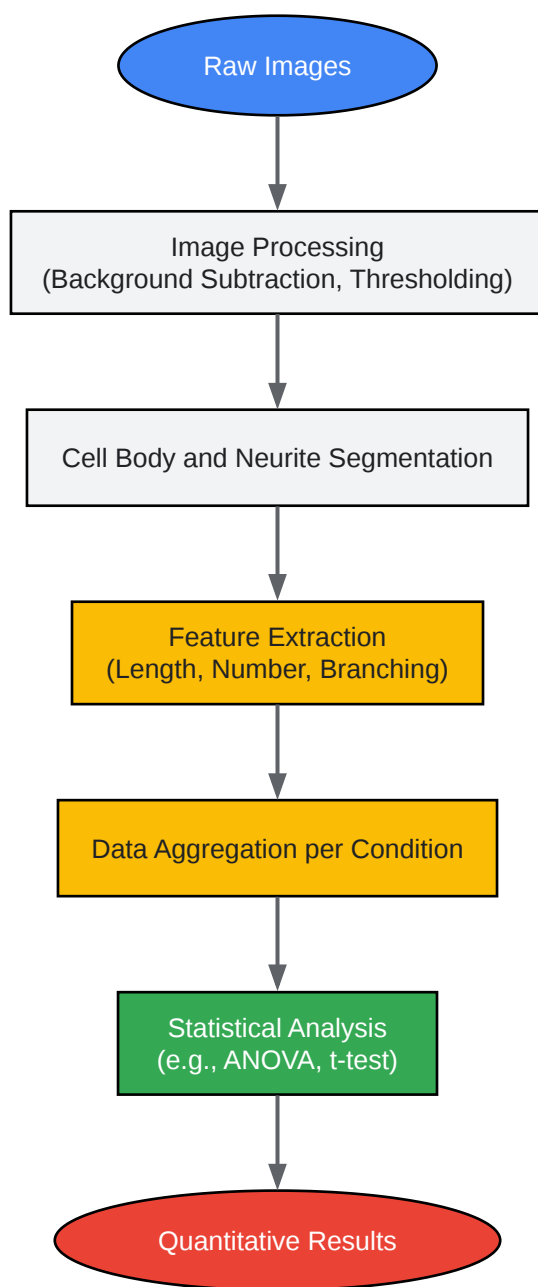 Raw Images
Image Processing
(Background Subtraction, Thresholding)
Cell Body and Neurite Segmentation
Feature Extraction
(Length, Number, Branching)
Data Aggregation per Condition
Statistical Analysis
(e.g., ANOVA, t-test)
Quantitative Results